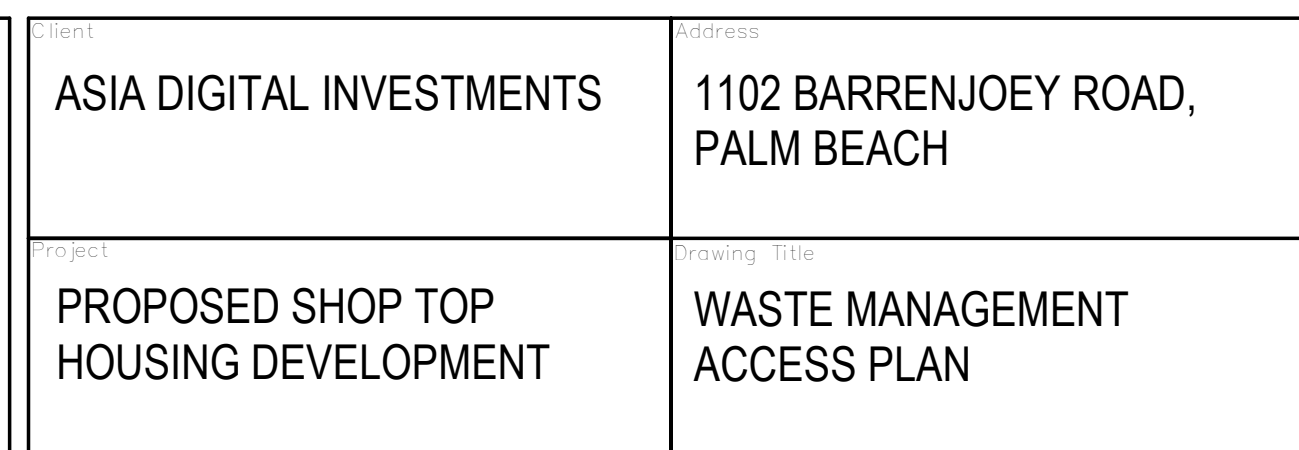 Client
ASIA DIGITAL INVESTMENTS
Address
1102 BARRENJOEY ROAD,
PALM BEACH
Project
PROPOSED SHOP TOP
HOUSING DEVELOPMENT
Drawing Title
WASTE MANAGEMENT
ACCESS PLAN